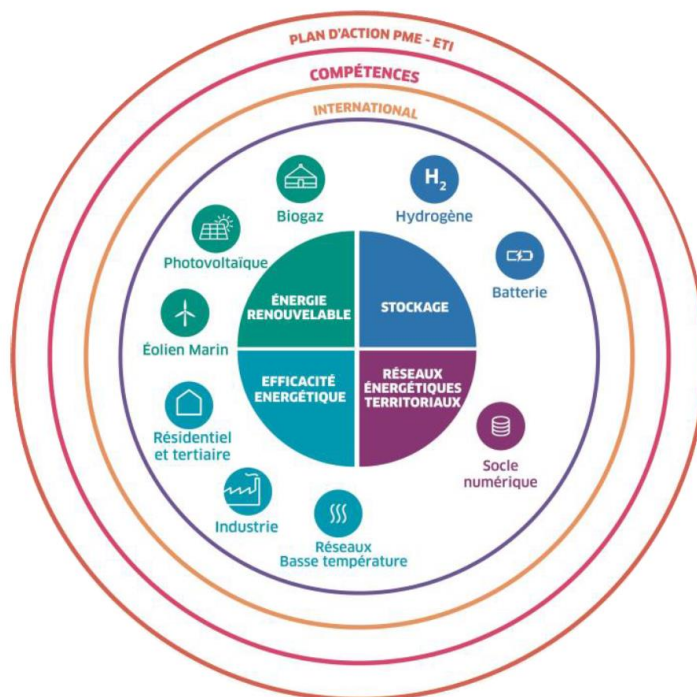 PLAN D'ACTION PME - ETI
COMPÉTENCES
INTERNATIONAL
Biogaz
H₂
Hydrogène
Photovoltaïque
Batterie
Éolien Marin
ÉNERGIE
RENOUVELABLE
STOCKAGE
EFFICACITÉ
ÉNERGETIQUE
RÉSEAUX
ÉNERGÉTIQUES
TERRITORIAUX
Résidentiel
et tertiaire
Socle
numérique
Industrie
Réseaux
Basse température